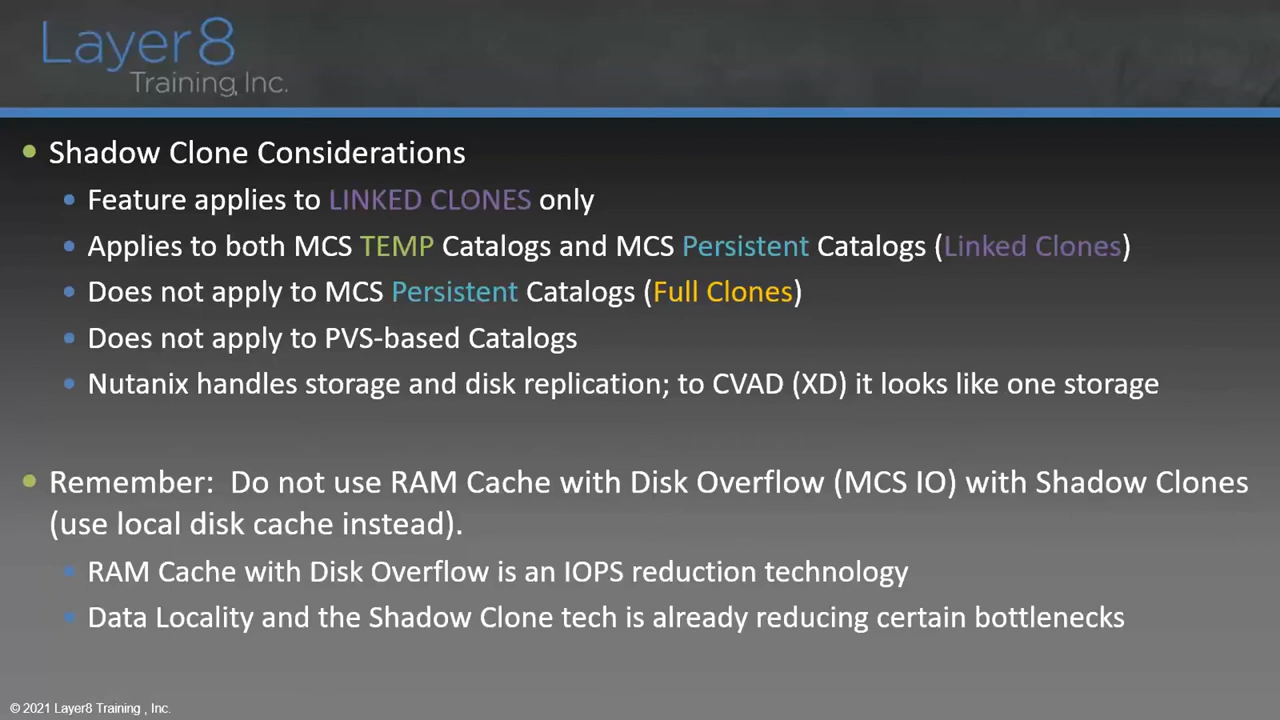 Layer8
Training, Inc.
Shadow Clone Considerations
Feature applies to LINKED CLONES only
Applies to both MCS TEMP Catalogs and MCS Persistent Catalogs (Linked Clones)
Does not apply to MCS Persistent Catalogs (Full Clones)
Does not apply to PVS-based Catalogs
Nutanix handles storage and disk replication; to CVAD (XD) it looks like one storage
Remember:  Do not use RAM Cache with Disk Overflow (MCS IO) with Shadow Clones
(use local disk cache instead).
RAM Cache with Disk Overflow is an IOPS reduction technology
Data Locality and the Shadow Clone tech is already reducing certain bottlenecks
© 2021 Layer8 Training , Inc.